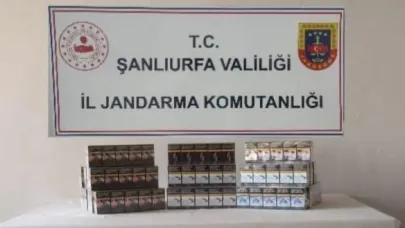 T.C.
ŞANLIURFA VALİLİĞİ
İL JANDARMA KOMUTANLIĞI